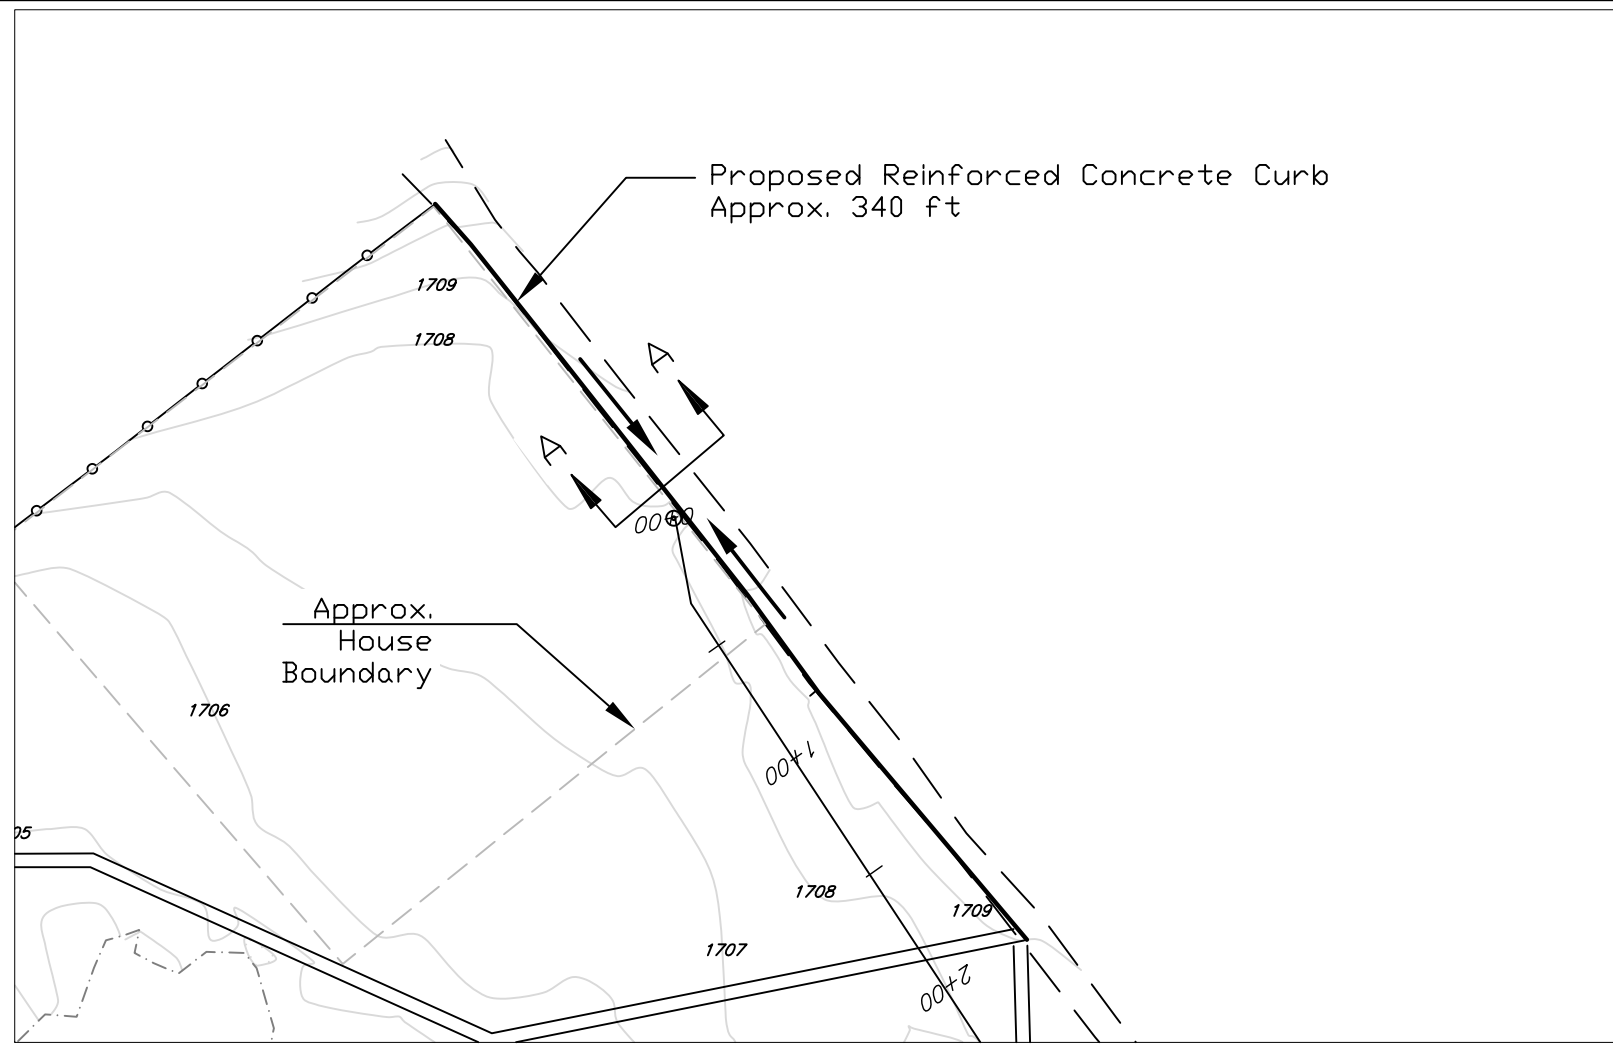 Proposed Reinforced Concrete Curb
Approx. 340 ft
1709
1708
A
A
0+00
Approx.
House
Boundary
1706
1+00
05
1708
1709
1707
2+00